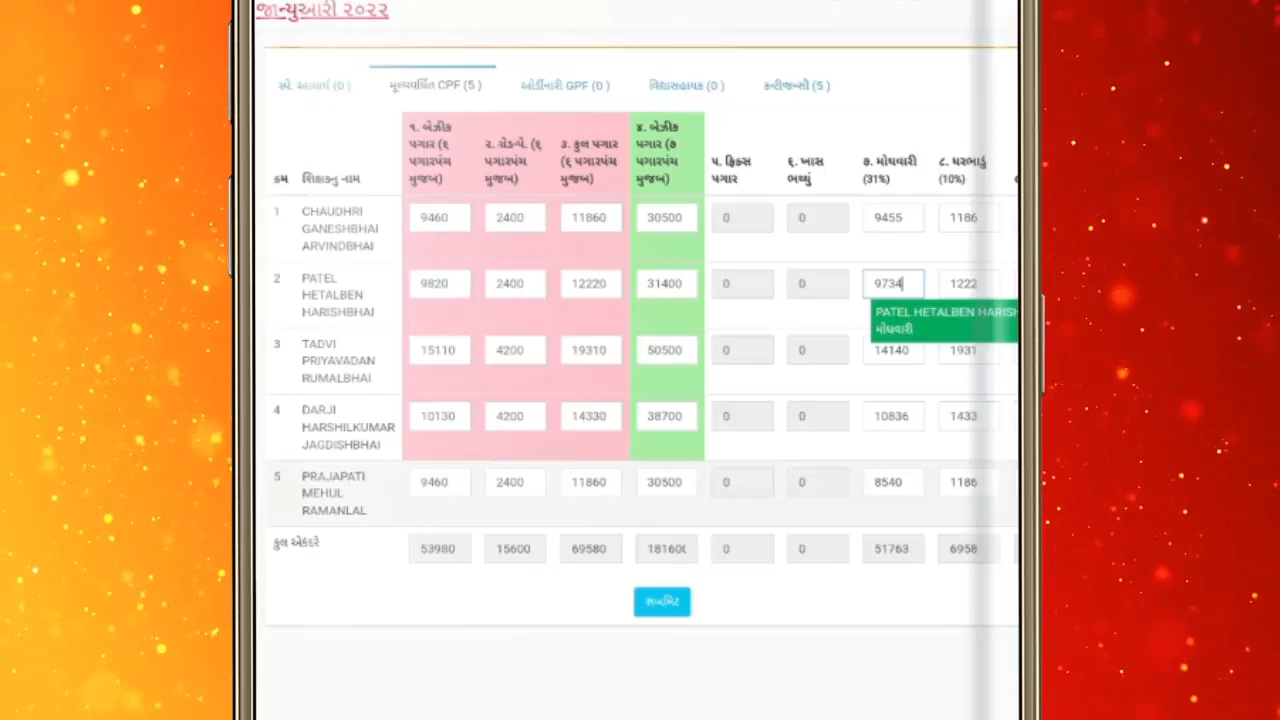 જાન્યુઆરી ૨૦૨૨
સ્પે. આચાર્ય (0 ) મૂલ્યવર્ધિત CPF (5 ) ઓર્ડીનારી GPF (0 ) વિદ્યાસહાયક (0 ) કન્ટીજન્સી (5 )
ક્રમ શિક્ષકનુ નામ ૧. બેઝીક પગાર (૬ પગારપંચ મુજબ) ૨. ગ્રેડ-પે. (૬ પગારપંચ મુજબ) ૩. કુલ પગાર (૬ પગારપંચ મુજબ) ૪. બેઝીક પગાર (૭ પગારપંચ મુજબ) ૫. ફિક્સ પગાર ૬. ખાસ ભથ્થું ૭. મોઘવારી (31%) ૮. ઘરભાડું (10%)
1 CHAUDHRI GANESHBHAI ARVINDBHAI 9460 2400 11860 30500 0 0 9455 1186
2 PATEL HETALBEN HARISHBHAI 9820 2400 12220 31400 0 0 9734 1222
PATEL HETALBEN HARISH
મોઘવારી
3 TADVI PRIYAVADAN RUMALBHAI 15110 4200 19310 50500 0 0 14140 1931
4 DARJI HARSHILKUMAR JAGDISHBHAI 10130 4200 14330 38700 0 0 10836 1433
5 PRAJAPATI MEHUL RAMANLAL 9460 2400 11860 30500 0 0 8540 1186
કુલ એકંદરે 53980 15600 69580 181600 0 0 51763 6958
સબમિટ